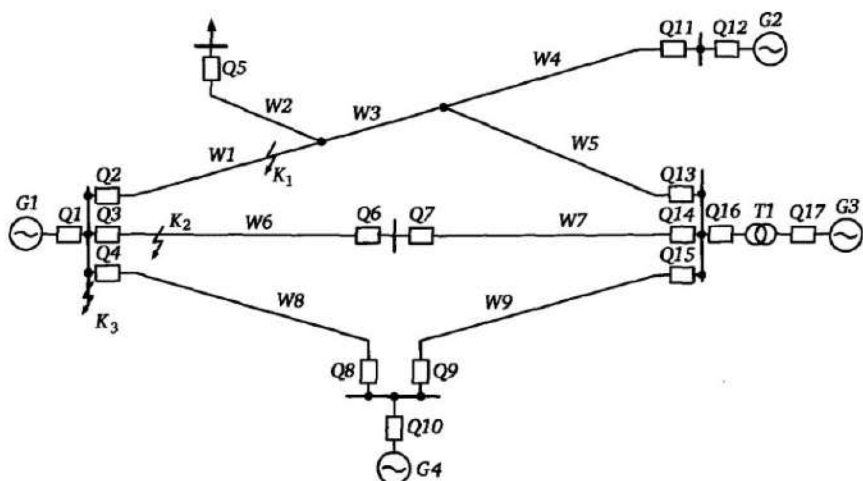 Q11 Q12 G2
Q5 W4
W2 W3
W1 W5
Q2 K1 Q13
G1 Q1 Q3 K2 W6 Q6 Q7 W7 Q14 Q16 T1 Q17 G3
Q4 Q15
K3 W8 W9
Q8 Q9
Q10
G4